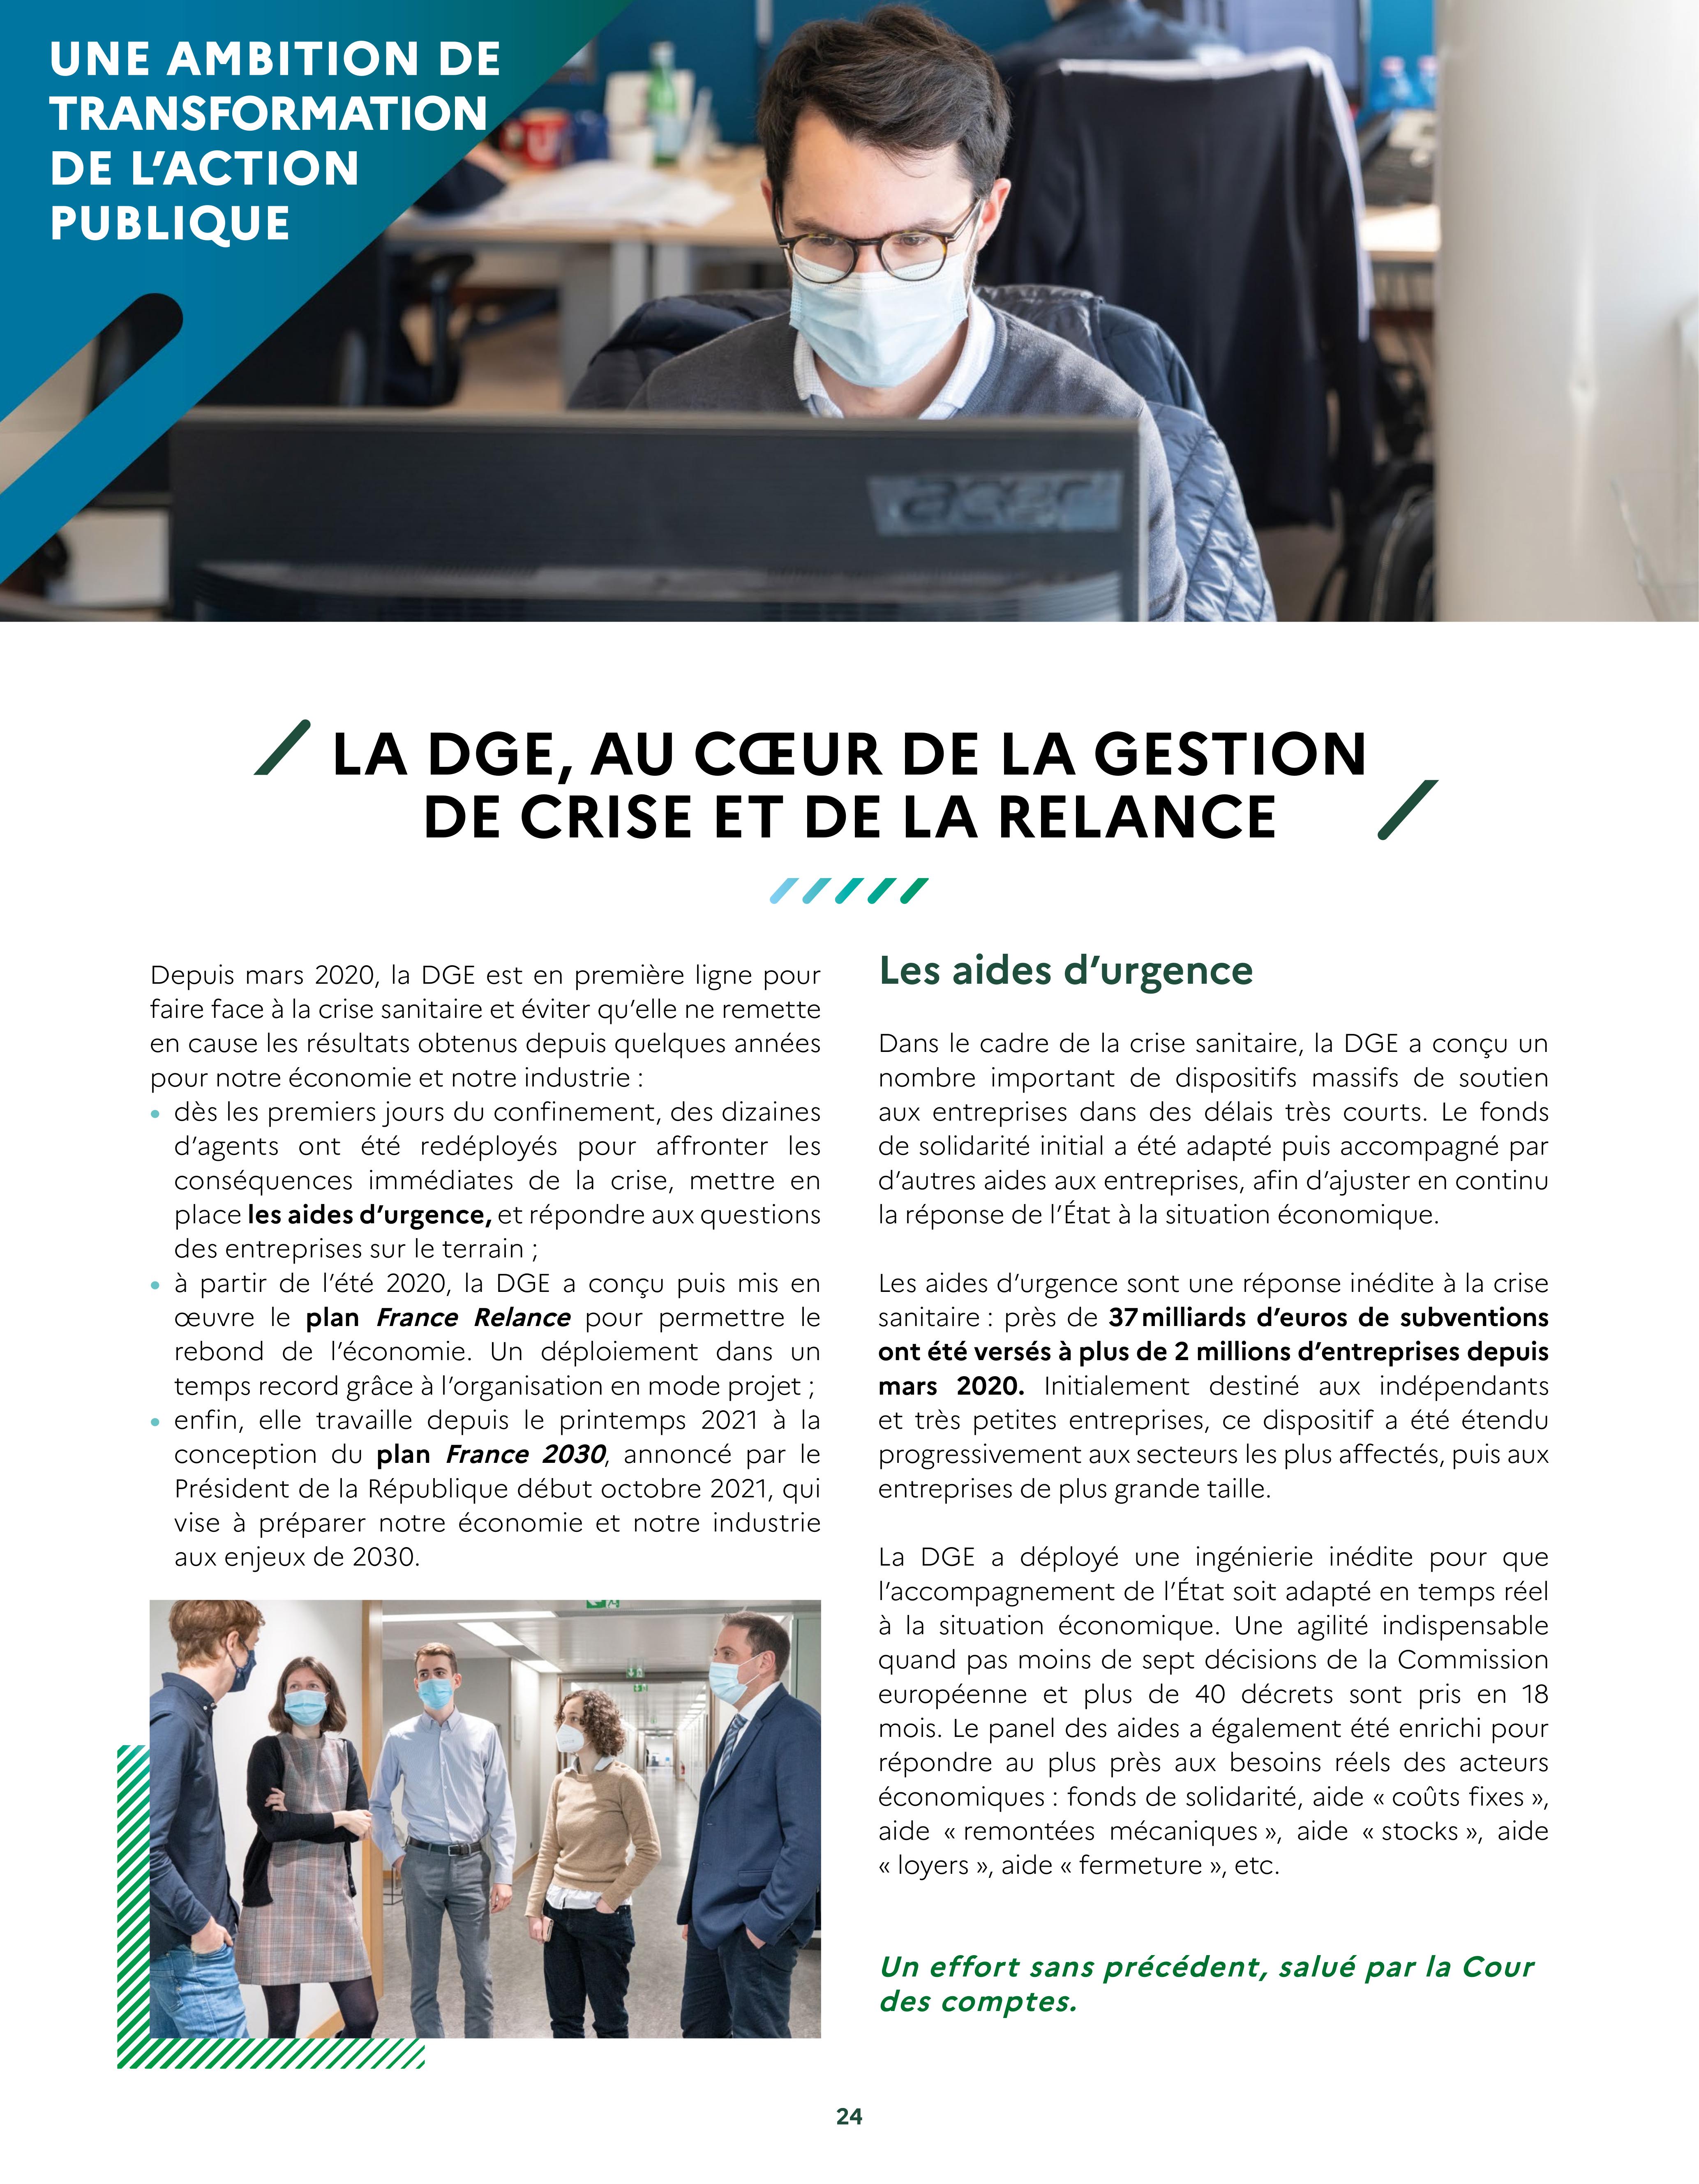 UNE AMBITION DE
TRANSFORMATION
DE L’ACTION
PUBLIQUE
acer
LA DGE, AU CŒUR DE LA GESTION
DE CRISE ET DE LA RELANCE
Depuis mars 2020, la DGE est en première ligne pour
faire face à la crise sanitaire et éviter qu’elle ne remette
en cause les résultats obtenus depuis quelques années
pour notre économie et notre industrie :
• dès les premiers jours du confinement, des dizaines
d’agents ont été redéployés pour affronter les
conséquences immédiates de la crise, mettre en
place les aides d’urgence, et répondre aux questions
des entreprises sur le terrain ;
• à partir de l’été 2020, la DGE a conçu puis mis en
œuvre le plan France Relance pour permettre le
rebond de l’économie. Un déploiement dans un
temps record grâce à l’organisation en mode projet ;
• enfin, elle travaille depuis le printemps 2021 à la
conception du plan France 2030, annoncé par le
Président de la République début octobre 2021, qui
vise à préparer notre économie et notre industrie
aux enjeux de 2030.
Les aides d’urgence
Dans le cadre de la crise sanitaire, la DGE a conçu un
nombre important de dispositifs massifs de soutien
aux entreprises dans des délais très courts. Le fonds
de solidarité initial a été adapté puis accompagné par
d’autres aides aux entreprises, afin d’ajuster en continu
la réponse de l’État à la situation économique.
Les aides d’urgence sont une réponse inédite à la crise
sanitaire : près de 37 milliards d’euros de subventions
ont été versés à plus de 2 millions d’entreprises depuis
mars 2020. Initialement destiné aux indépendants
et très petites entreprises, ce dispositif a été étendu
progressivement aux secteurs les plus affectés, puis aux
entreprises de plus grande taille.
La DGE a déployé une ingénierie inédite pour que
l’accompagnement de l’État soit adapté en temps réel
à la situation économique. Une agilité indispensable
quand pas moins de sept décisions de la Commission
européenne et plus de 40 décrets sont pris en 18
mois. Le panel des aides a également été enrichi pour
répondre au plus près aux besoins réels des acteurs
économiques : fonds de solidarité, aide « coûts fixes »,
aide « remontées mécaniques », aide « stocks », aide
« loyers », aide « fermeture », etc.
Un effort sans précédent, salué par la Cour
des comptes.
24